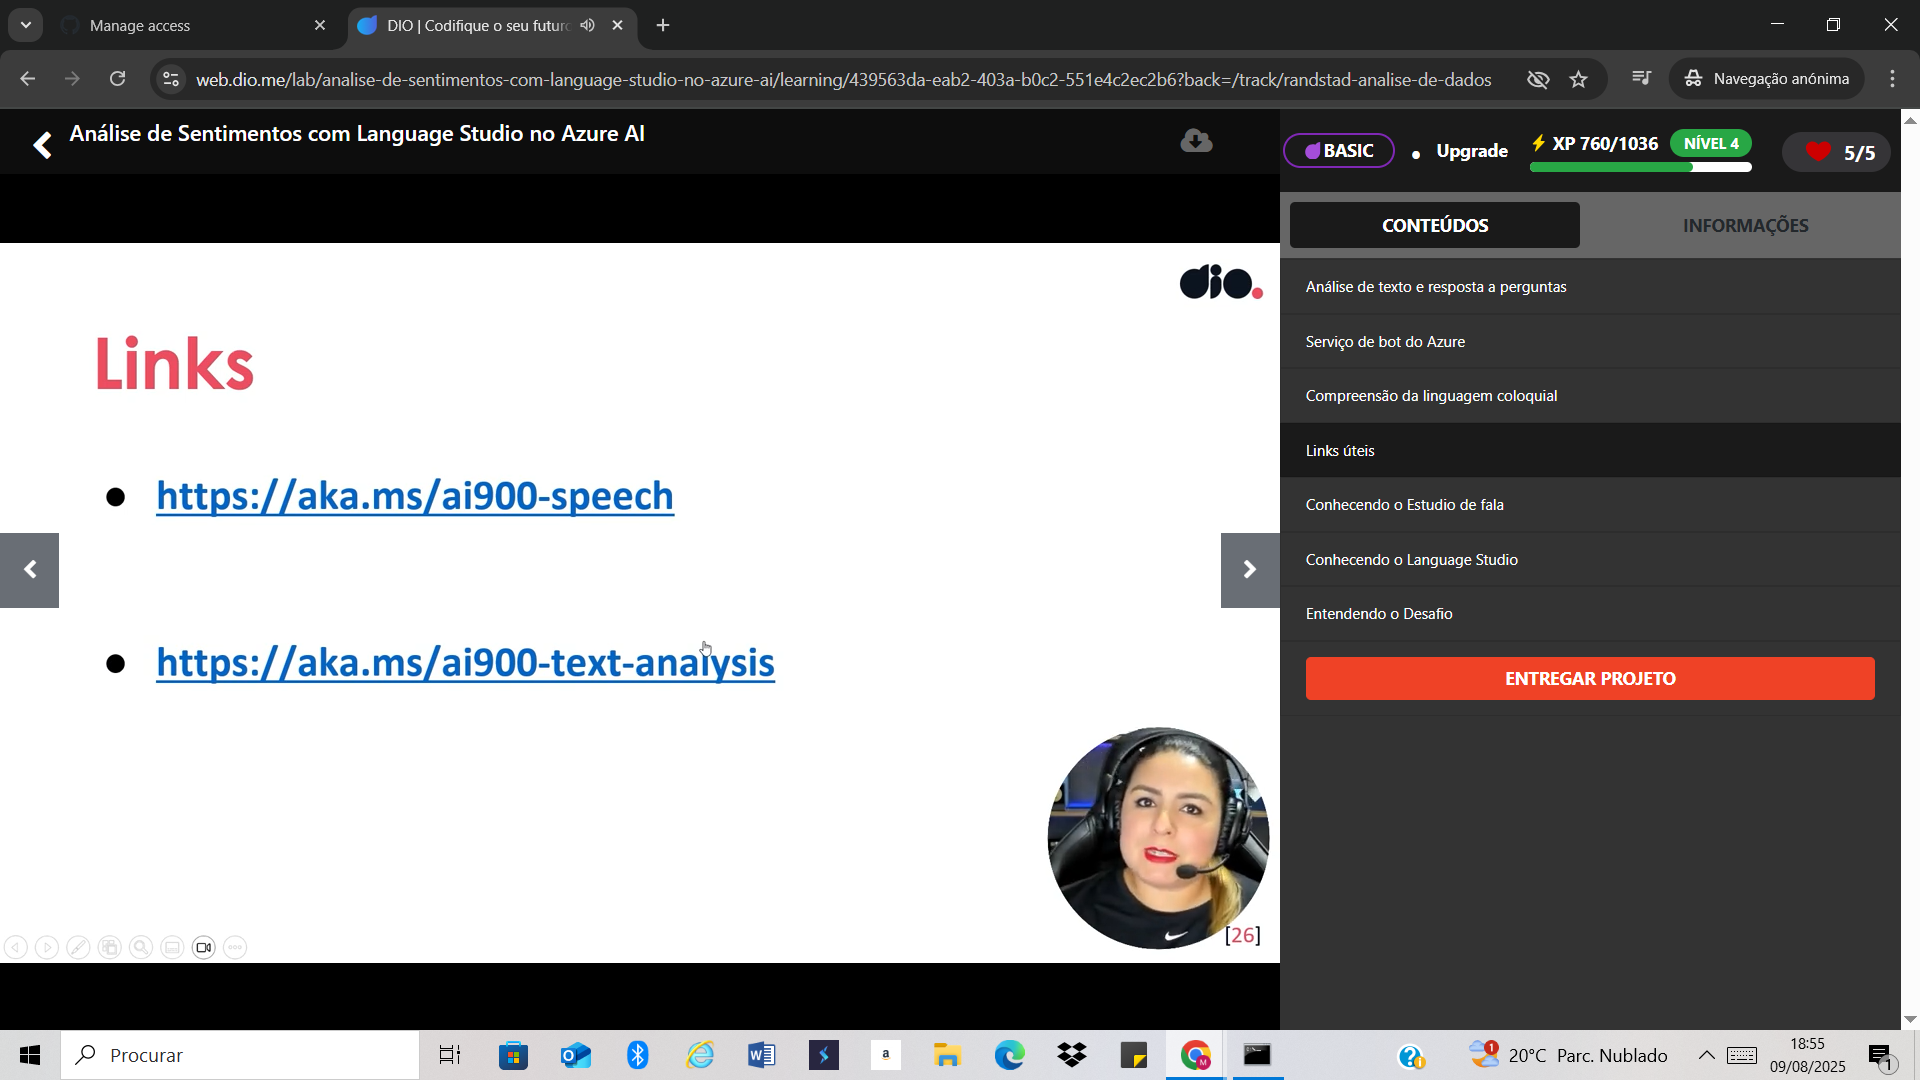 Manage access
DIO | Codifique o seu futuro
web.dio.me/lab/analise-de-sentimentos-com-language-studio-no-azure-ai/learning/439563da-eab2-403a-b0c2-551e4c2ec2b6?back=/track/randstad-analise-de-dados
Navegação anónima
Análise de Sentimentos com Language Studio no Azure AI
BASIC
Upgrade
XP 760/1036
NÍVEL 4
5/5
CONTEÚDOS
INFORMAÇÕES
dio.
Links
https://aka.ms/ai900-speech
https://aka.ms/ai900-text-analysis
[26]
Análise de texto e resposta a perguntas
Serviço de bot do Azure
Compreensão da linguagem coloquial
Links úteis
Conhecendo o Estudio de fala
Conhecendo o Language Studio
Entendendo o Desafio
ENTREGAR PROJETO
Procurar
a
1
20°C Parc. Nublado
18:55
09/08/2025
1